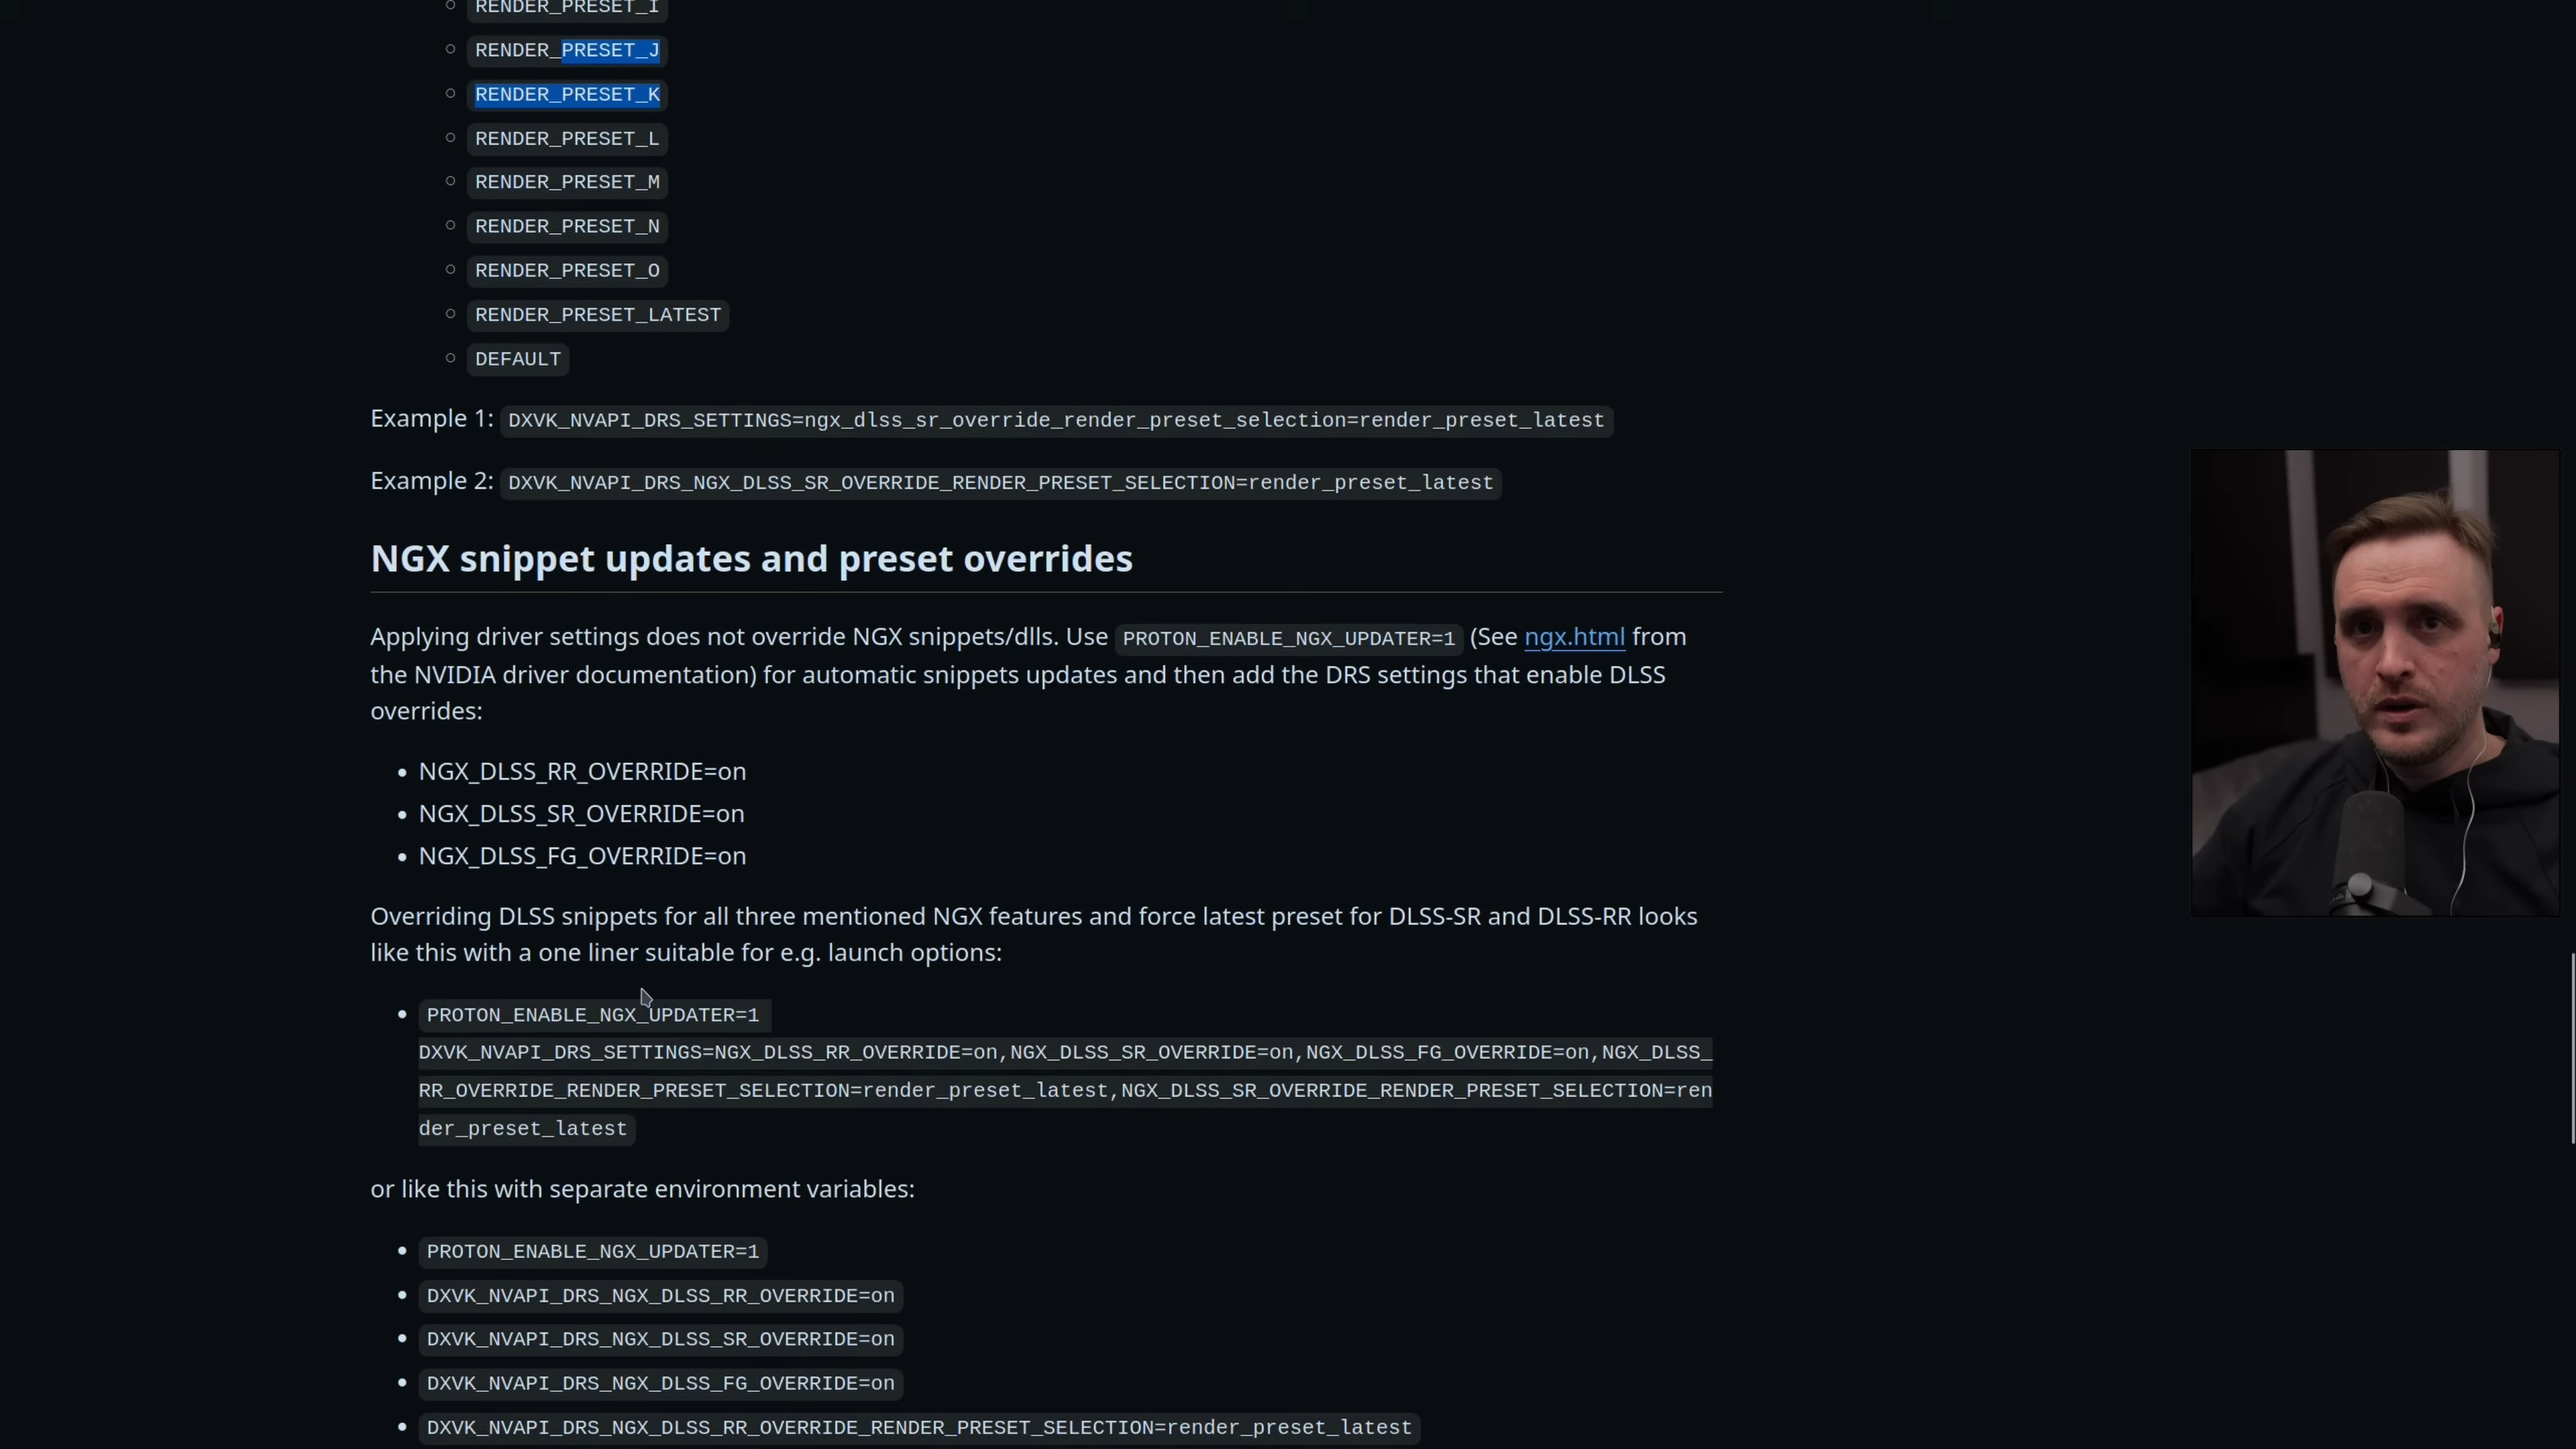 RENDER_PRESET_I
RENDER_PRESET_J
RENDER_PRESET_K
RENDER_PRESET_L
RENDER_PRESET_M
RENDER_PRESET_N
RENDER_PRESET_O
RENDER_PRESET_LATEST
DEFAULT
Example 1: DXVK_NVAPI_DRS_SETTINGS=ngx_dlss_sr_override_render_preset_selection=render_preset_latest
Example 2: DXVK_NVAPI_DRS_NGX_DLSS_SR_OVERRIDE_RENDER_PRESET_SELECTION=render_preset_latest
NGX snippet updates and preset overrides
Applying driver settings does not override NGX snippets/dlls. Use PROTON_ENABLE_NGX_UPDATER=1 (See ngx.html from
the NVIDIA driver documentation) for automatic snippets updates and then add the DRS settings that enable DLSS
overrides:
NGX_DLSS_RR_OVERRIDE=on
NGX_DLSS_SR_OVERRIDE=on
NGX_DLSS_FG_OVERRIDE=on
Overriding DLSS snippets for all three mentioned NGX features and force latest preset for DLSS-SR and DLSS-RR looks
like this with a one liner suitable for e.g. launch options:
PROTON_ENABLE_NGX_UPDATER=1
DXVK_NVAPI_DRS_SETTINGS=NGX_DLSS_RR_OVERRIDE=on,NGX_DLSS_SR_OVERRIDE=on,NGX_DLSS_FG_OVERRIDE=on,NGX_DLSS_
RR_OVERRIDE_RENDER_PRESET_SELECTION=render_preset_latest,NGX_DLSS_SR_OVERRIDE_RENDER_PRESET_SELECTION=ren
der_preset_latest
or like this with separate environment variables:
PROTON_ENABLE_NGX_UPDATER=1
DXVK_NVAPI_DRS_NGX_DLSS_RR_OVERRIDE=on
DXVK_NVAPI_DRS_NGX_DLSS_SR_OVERRIDE=on
DXVK_NVAPI_DRS_NGX_DLSS_FG_OVERRIDE=on
DXVK_NVAPI_DRS_NGX_DLSS_RR_OVERRIDE_RENDER_PRESET_SELECTION=render_preset_latest